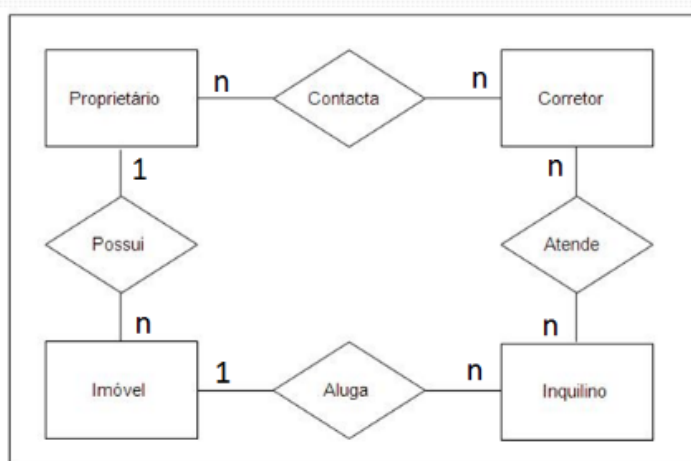 Proprietário
n
Contacta
n
Corretor
1
n
Possui
Atende
n
n
Imóvel
1
Aluga
n
Inquilino